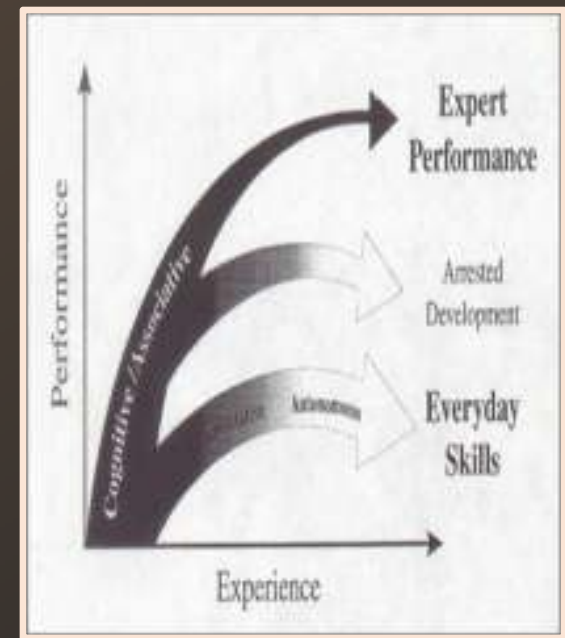 Expert
Performance
Arrested
Development
Everyday
Skills
Performance
Cognitive /Associative
Autonomous
Experience